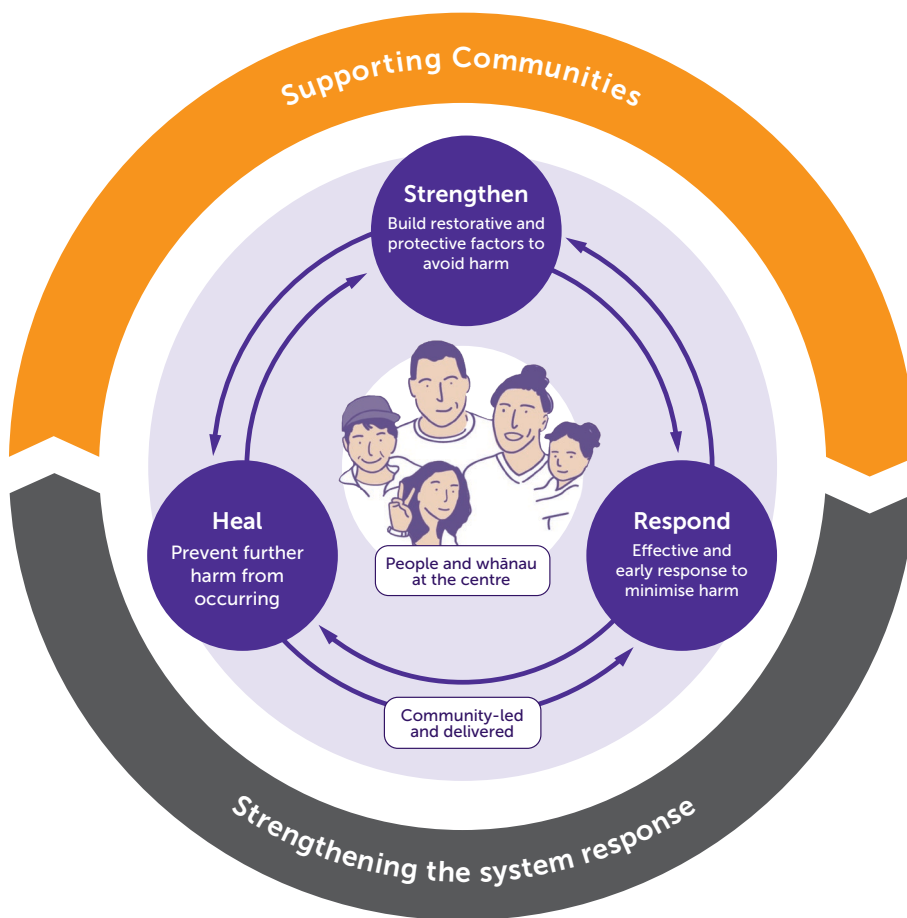 Supporting Communities
Strengthen
Build restorative and
protective factors to
avoid harm
Heal
Prevent further
harm from
occurring
People and whānau
at the centre
Respond
Effective and
early response to
minimise harm
Community-led
and delivered
Strengthening the system response